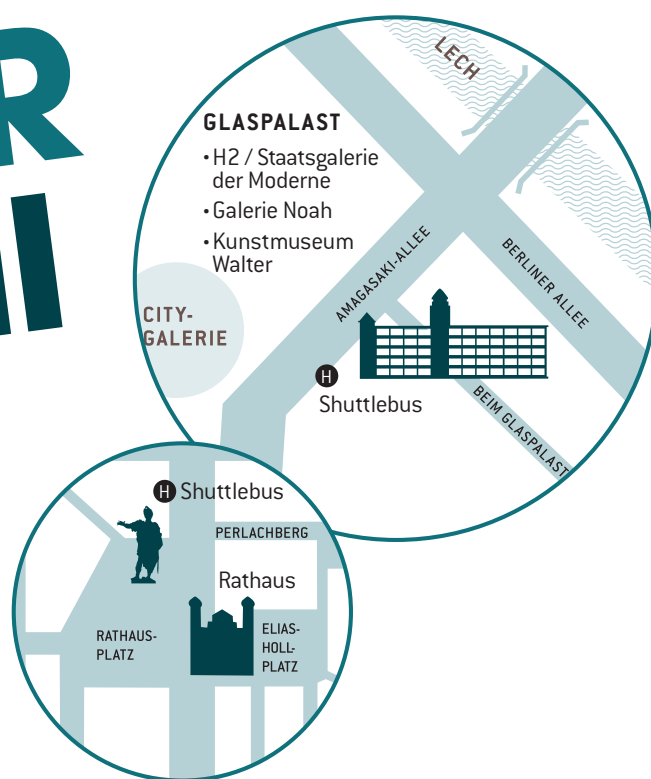 R
LECH
GLASPALAST
• H2 / Staatsgalerie
der Moderne
• Galerie Noah
• Kunstmuseum
Walter
AMAGASAKI-ALLEE
BERLINER ALLEE
CITY-
GALERIE
H
Shuttlebus
BEIM GLASPALAST
H Shuttlebus
PERLACHBERG
Rathaus
RATHAUS-
PLATZ
ELIAS-
HOLL-
PLATZ